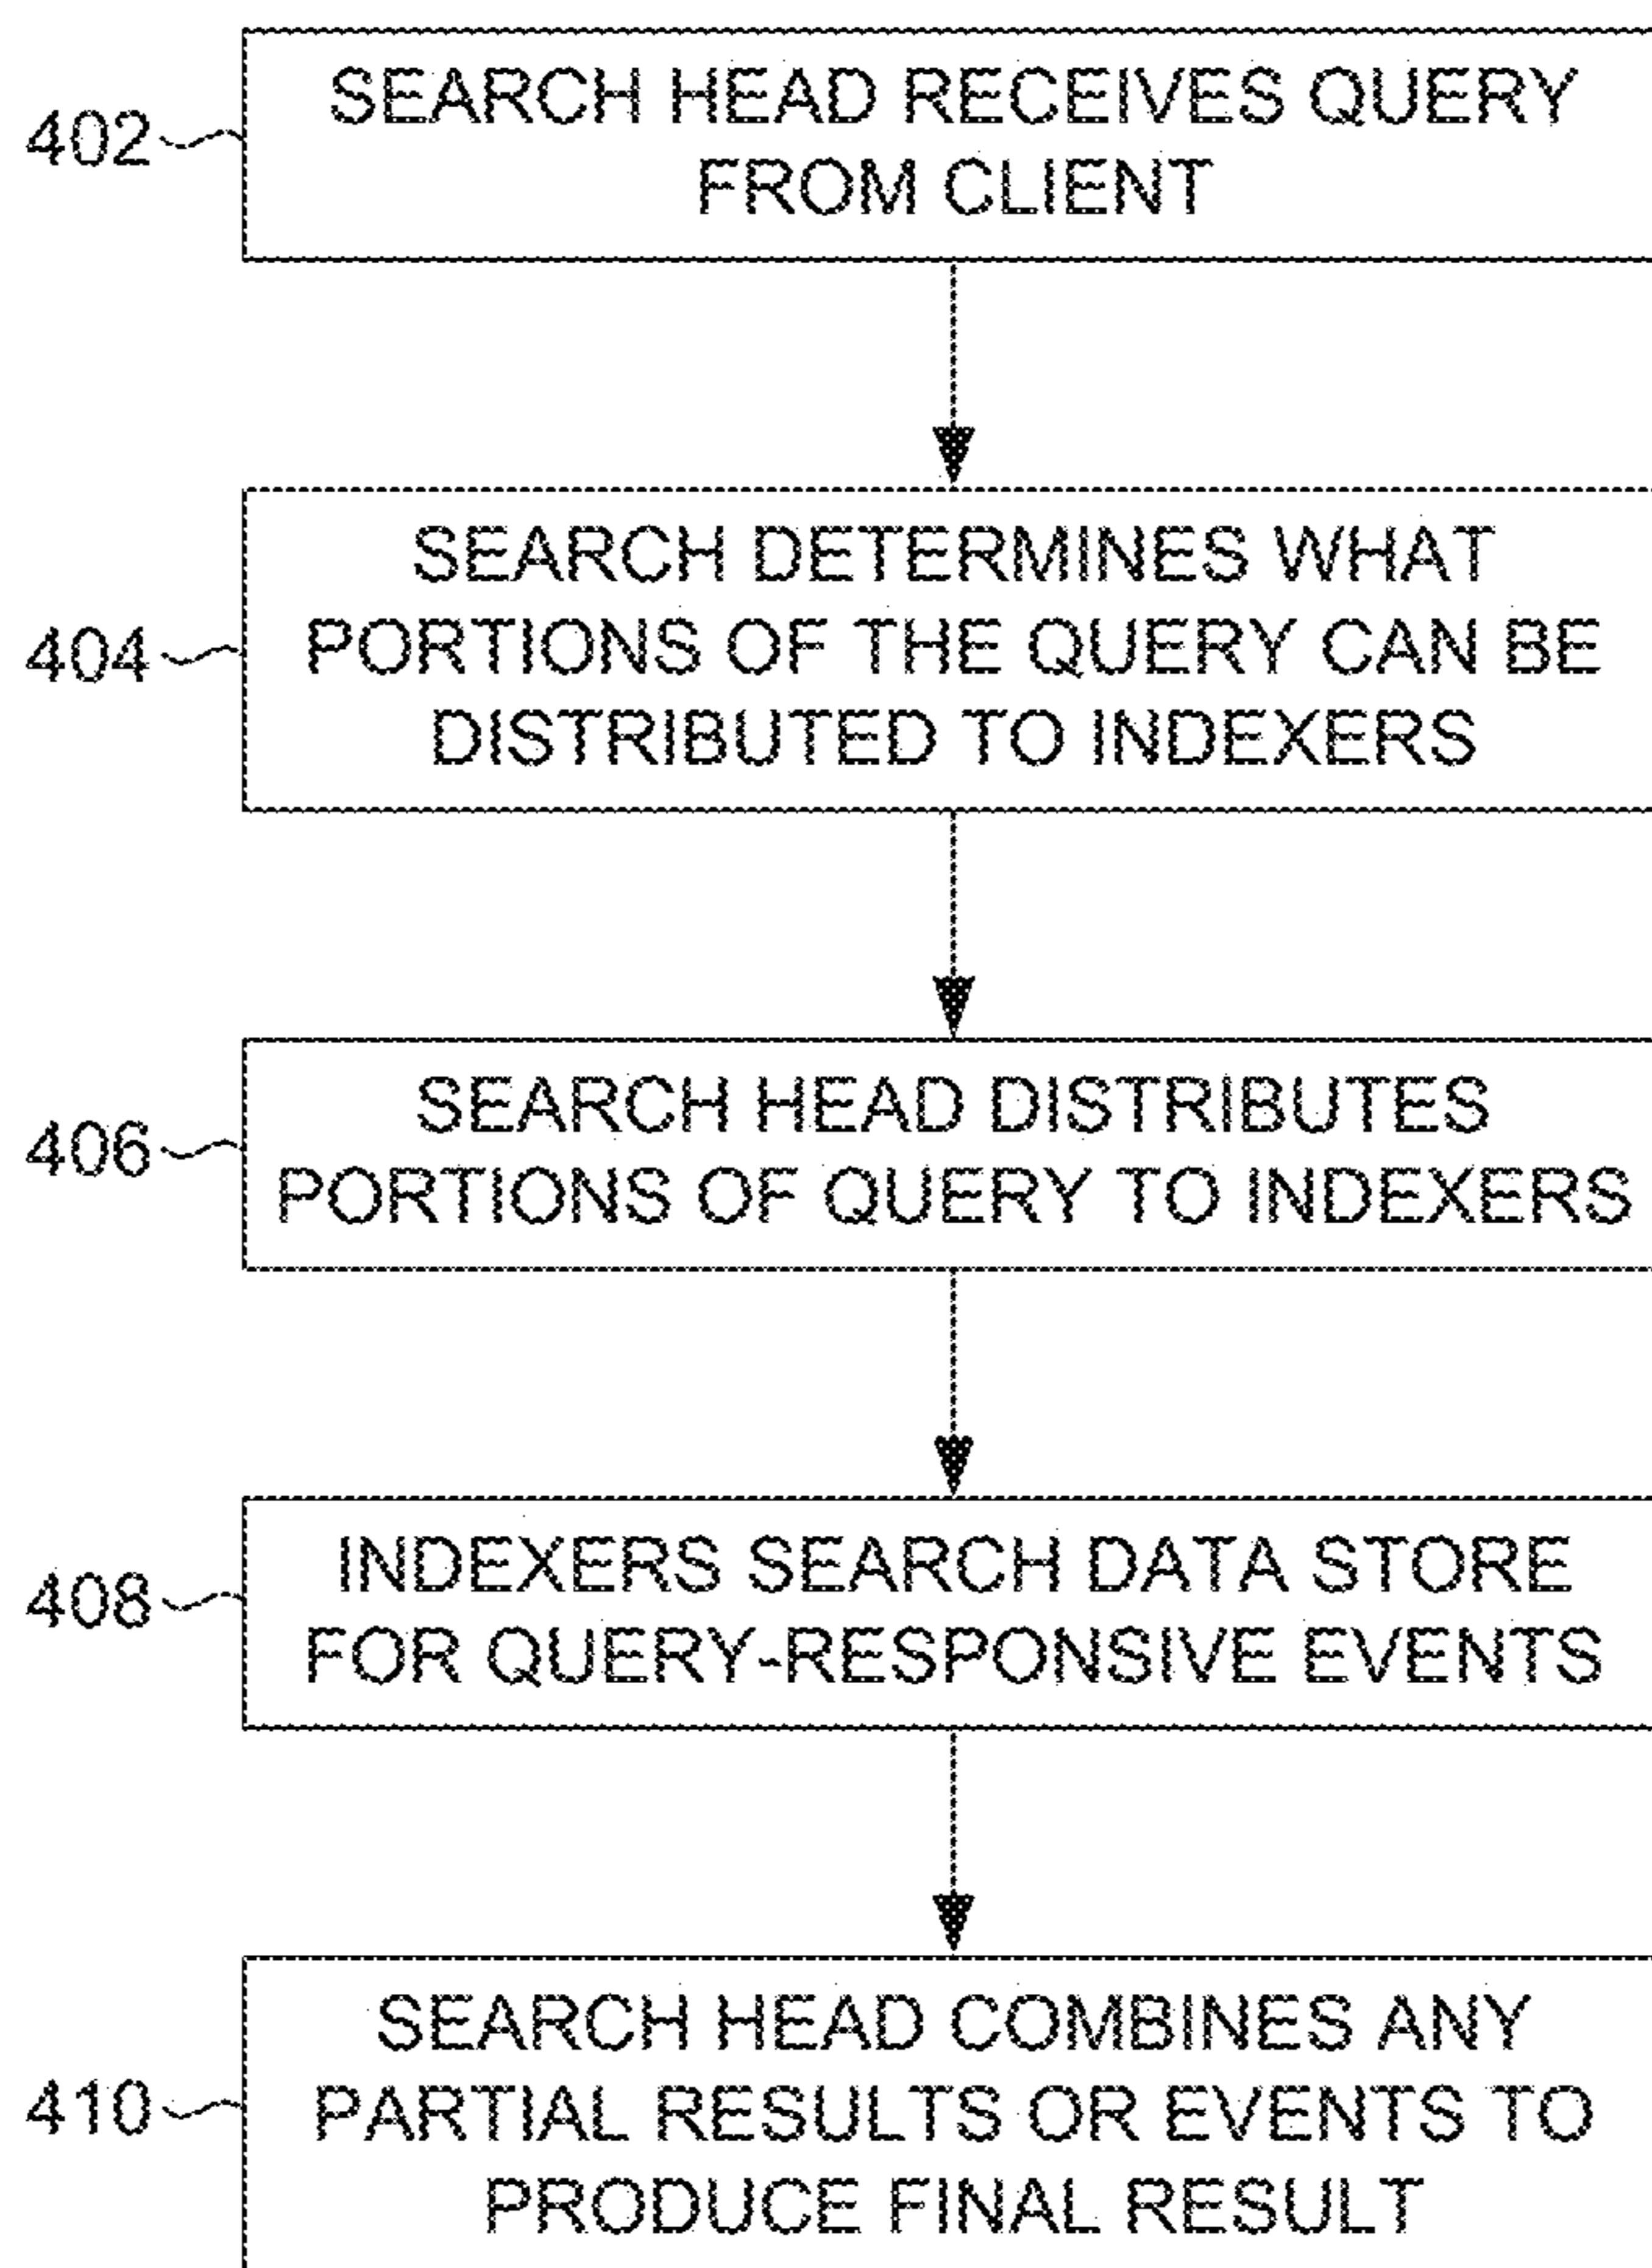 402
SEARCH HEAD RECEIVES QUERY
FROM CLIENT
404
SEARCH DETERMINES WHAT
PORTIONS OF THE QUERY CAN BE
DISTRIBUTED TO INDEXERS
406
SEARCH HEAD DISTRIBUTES
PORTIONS OF QUERY TO INDEXERS
408
INDEXERS SEARCH DATA STORE
FOR QUERY-RESPONSIVE EVENTS
410
SEARCH HEAD COMBINES ANY
PARTIAL RESULTS OR EVENTS TO
PRODUCE FINAL RESULT